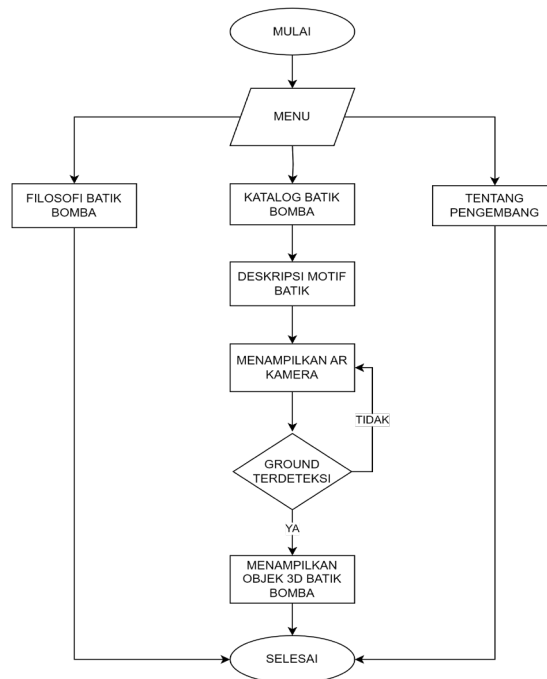 MULAI
MENU
FILOSOFI BATIK
BOMBA
KATALOG BATIK
BOMBA
TENTANG
PENGEMBANG
DESKRIPSI MOTIF
BATIK
MENAMPILKAN AR
KAMERA
TIDAK
GROUND
TERDETEKSI
YA
MENAMPILKAN
OBJEK 3D BATIK
BOMBA
SELESAI